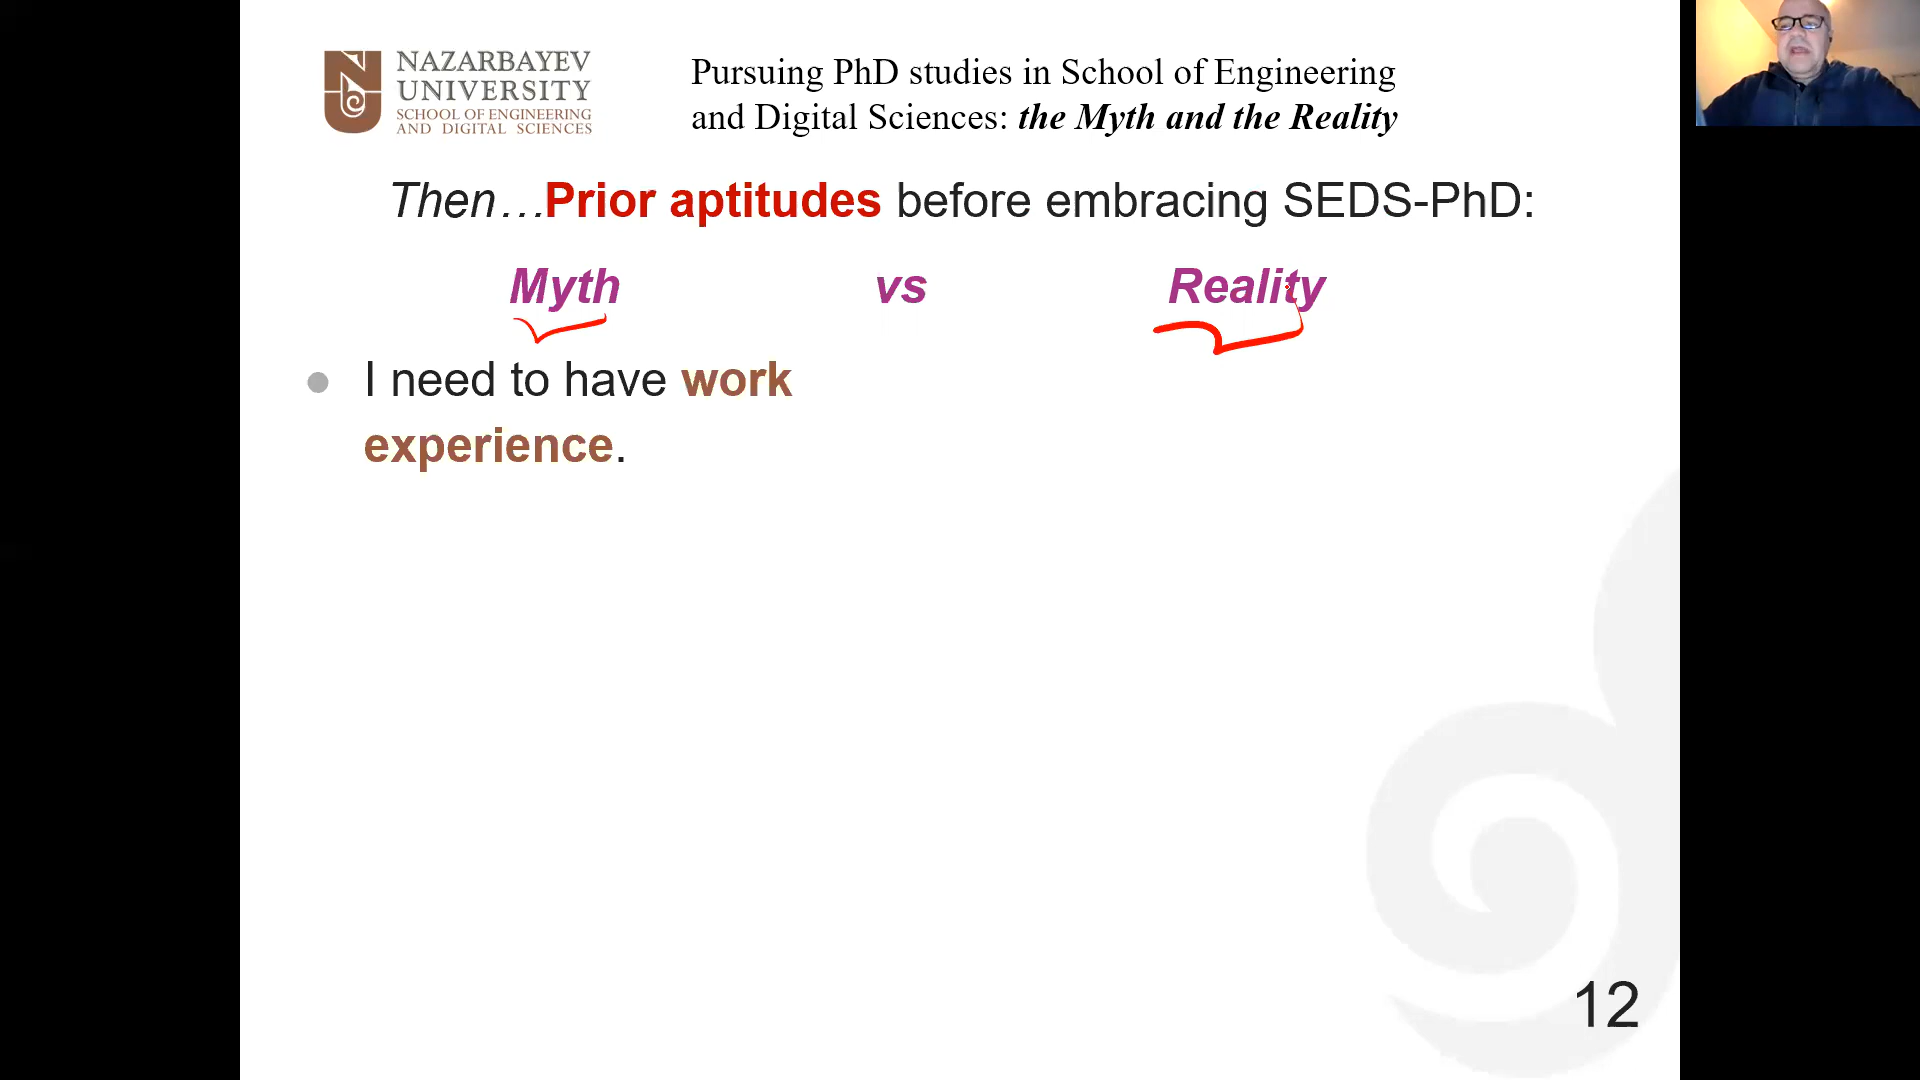 NAZARBAYEV
UNIVERSITY
SCHOOL OF ENGINEERING
AND DIGITAL SCIENCES
Pursuing PhD studies in School of Engineering
and Digital Sciences: the Myth and the Reality
Then…Prior aptitudes before embracing SEDS-PhD:
Myth vs Reality
I need to have work
experience.
12